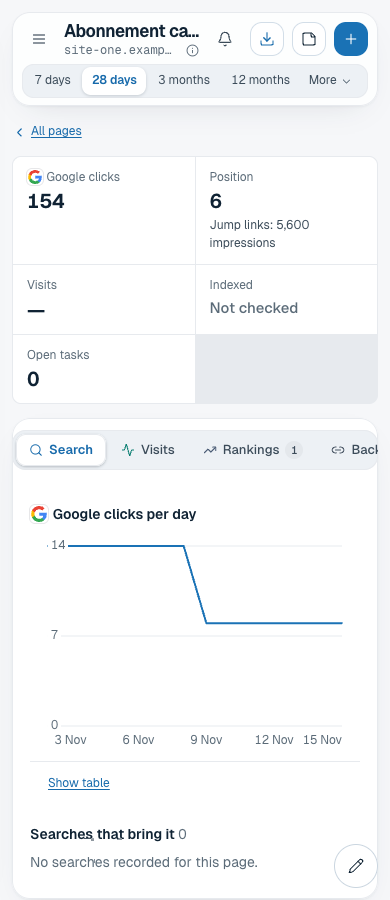 Abonnement ca...
site-one.examp...
7 days
28 days
3 months
12 months
More
All pages
Google clicks
154
Position
6
Jump links: 5,600
impressions
Visits
—
Indexed
Not checked
Open tasks
0
Search
Visits
Rankings 1
Back
Google clicks per day
14
7
0
3 Nov
6 Nov
9 Nov
12 Nov
15 Nov
Show table
Searches that bring it 0
No searches recorded for this page.